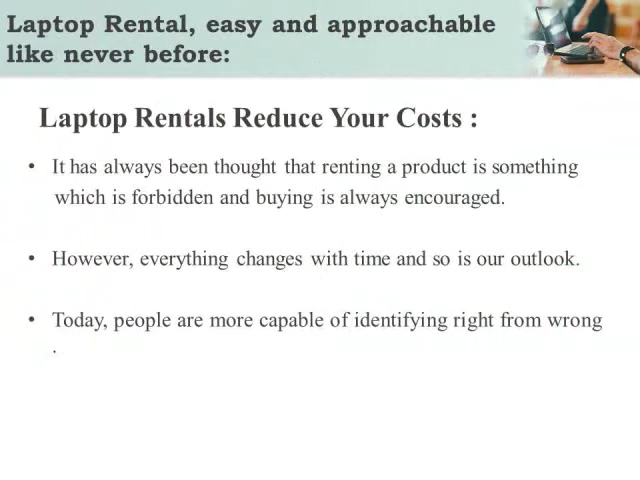 Laptop Rental, easy and approachable
like never before:
Laptop Rentals Reduce Your Costs :
• It has always been thought that renting a product is something
which is forbidden and buying is always encouraged.
• However, everything changes with time and so is our outlook.
• Today, people are more capable of identifying right from wrong
.